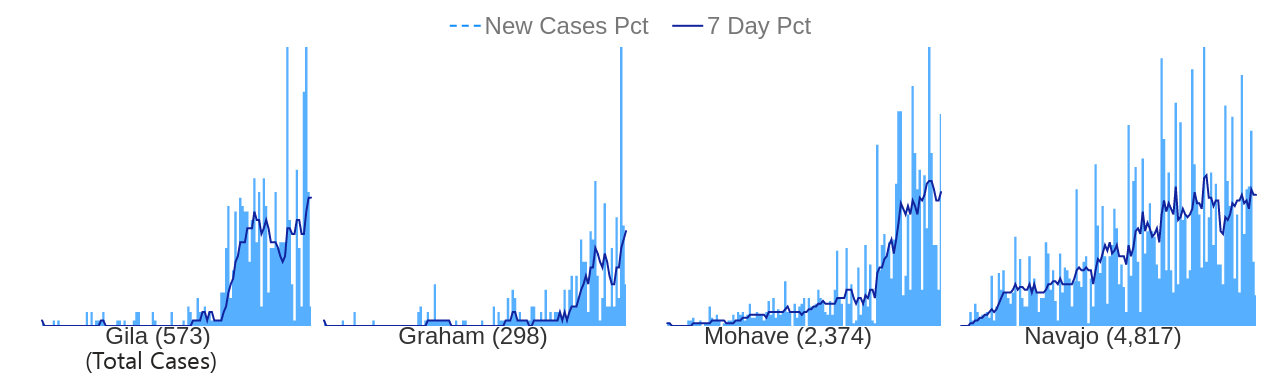 New Cases Pct 7 Day Pct
Gila (573) Graham (298) Mohave (2,374) Navajo (4,817)
(Total Cases)